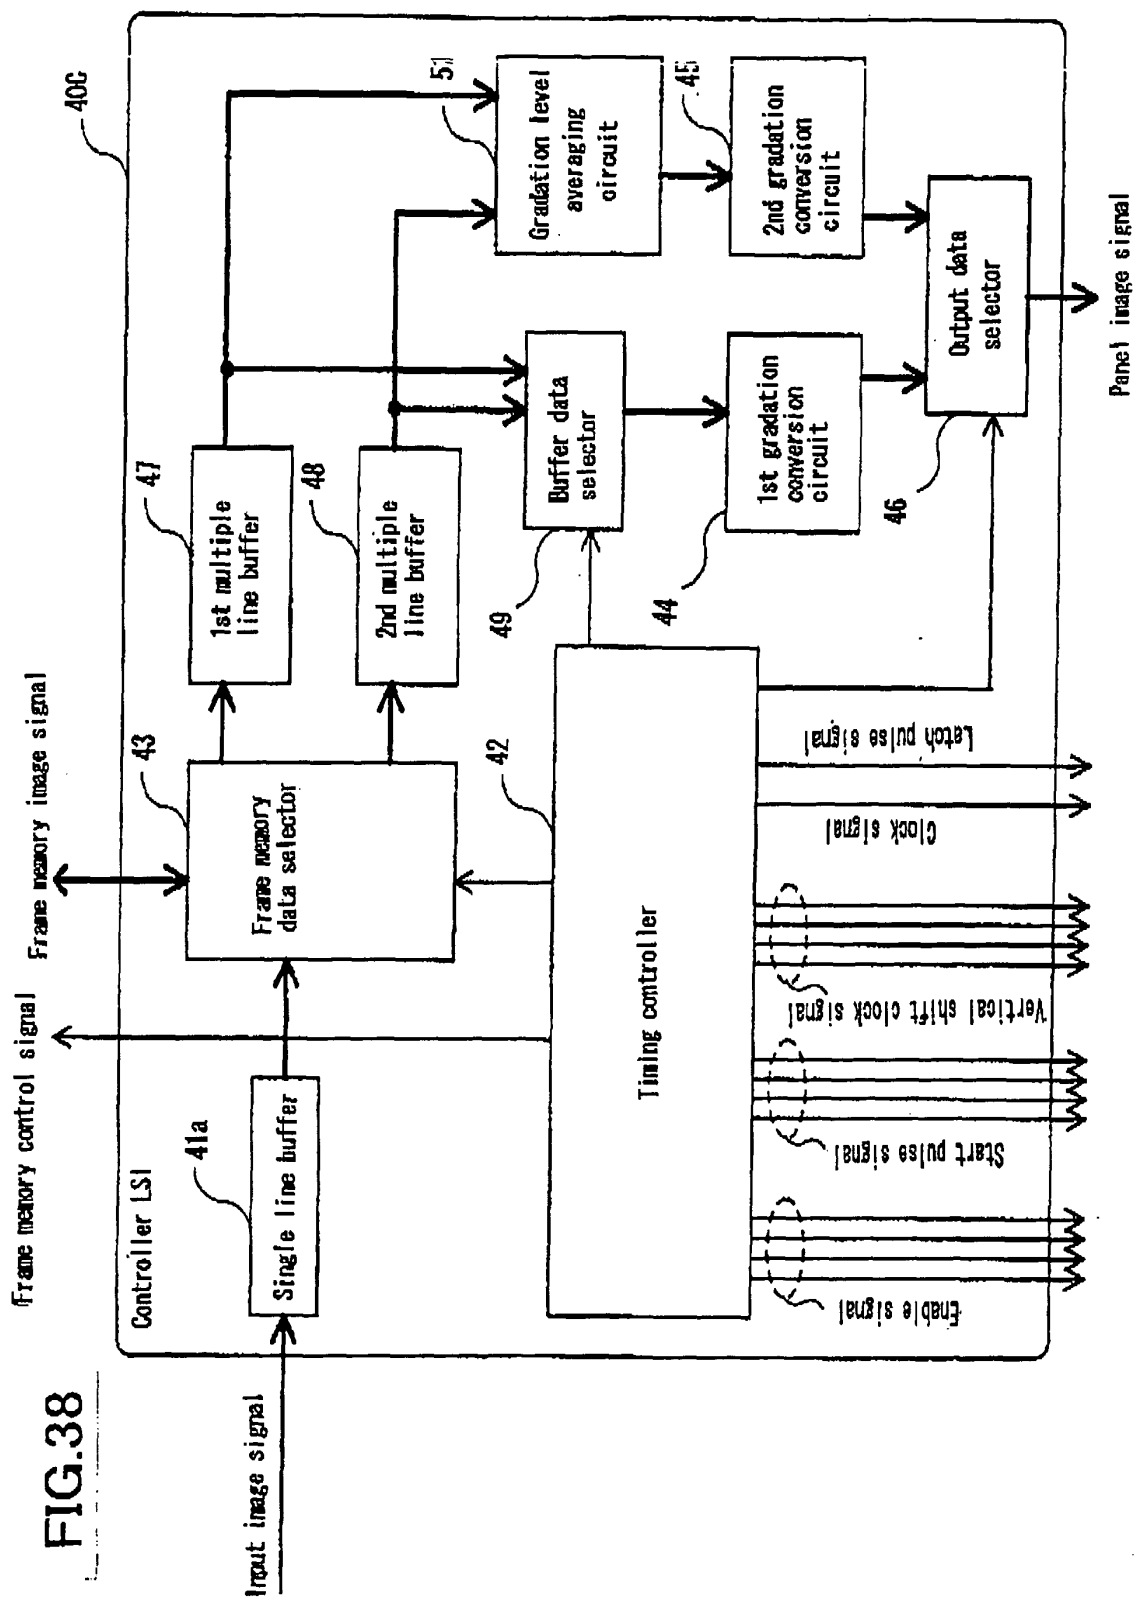 FIG.38
Frame memory control signal
Frame memory image signal
40C
Controller LSI
Input image signal
41a
Single line buffer
43
Frame memory
data selector
47
1st multiple
line buffer
48
2nd multiple
line buffer
51
Gradation level
averaging
circuit
49
Buffer data
selector
45
2nd gradation
conversion
circuit
44
1st gradation
conversion
circuit
46
Output data
selector
Panel image signal
42
Timing controller
Enable signal
Start pulse signal
Vertical shift clock signal
Clock signal
Latch pulse signal